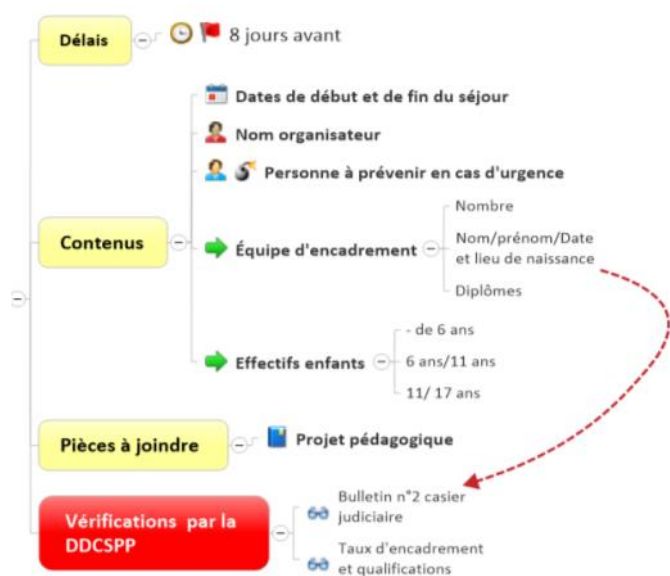 Délais
8 jours avant
Contenus
Dates de début et de fin du séjour
Nom organisateur
Personne à prévenir en cas d'urgence
Équipe d'encadrement
Nombre
Nom/prénom/Date
et lieu de naissance
Diplômes
Effectifs enfants
- de 6 ans
6 ans/11 ans
11/ 17 ans
Pièces à joindre
Projet pédagogique
Vérifications par la
DDCSPP
Bulletin n°2 casier
judiciaire
Taux d'encadrement
et qualifications